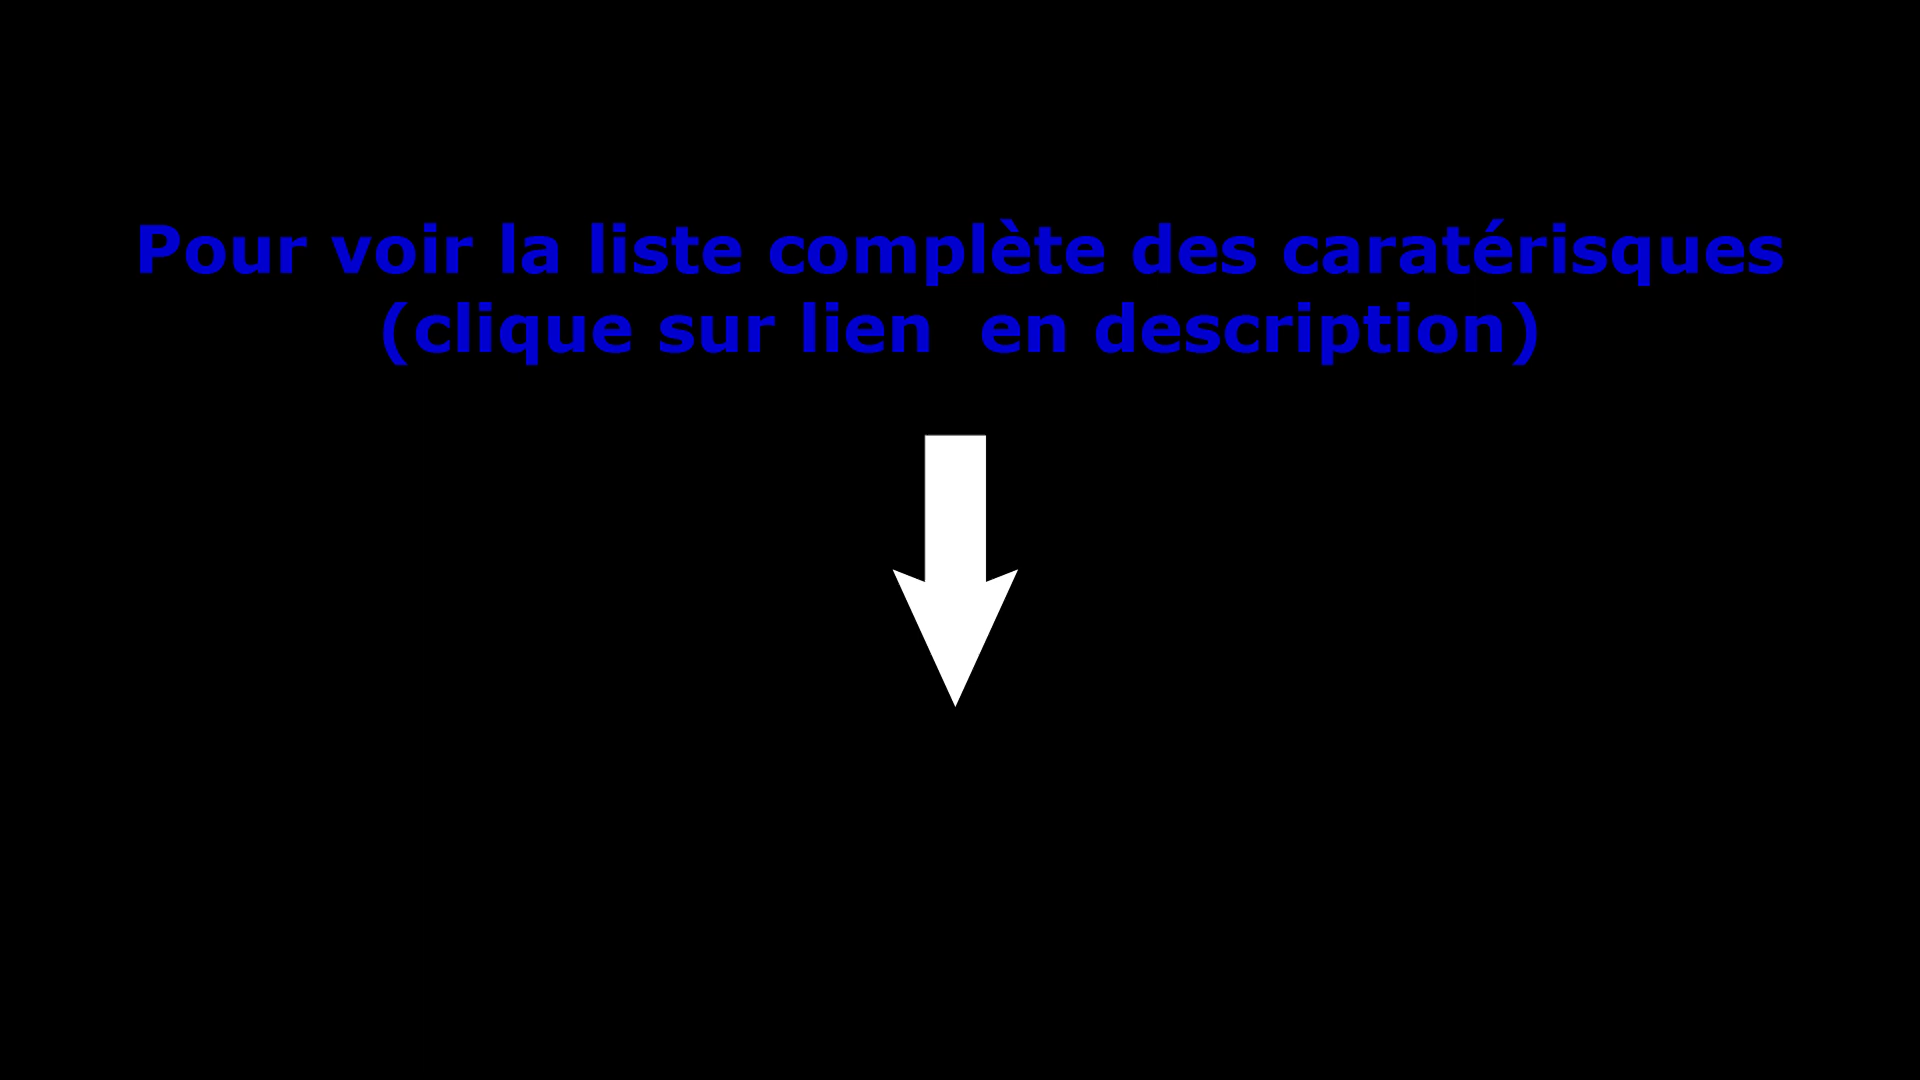 Pour voir la liste complète des caratérisques
(clique sur lien  en description)